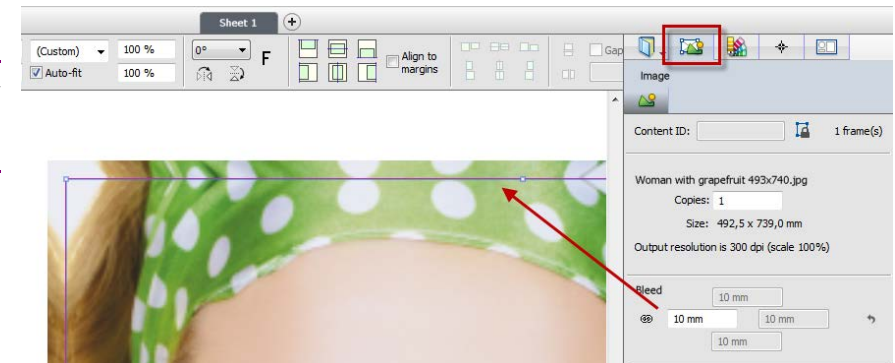 Sheet 1
(Custom) 100 % 0° F Align to margins Gap
Auto-fit 100 %
Image
Content ID: 1 frame(s)
Woman with grapefruit 493x740.jpg
Copies: 1
Size: 492,5 x 739,0 mm
Output resolution is 300 dpi (scale 100%)
Bleed
10 mm
10 mm 10 mm
10 mm